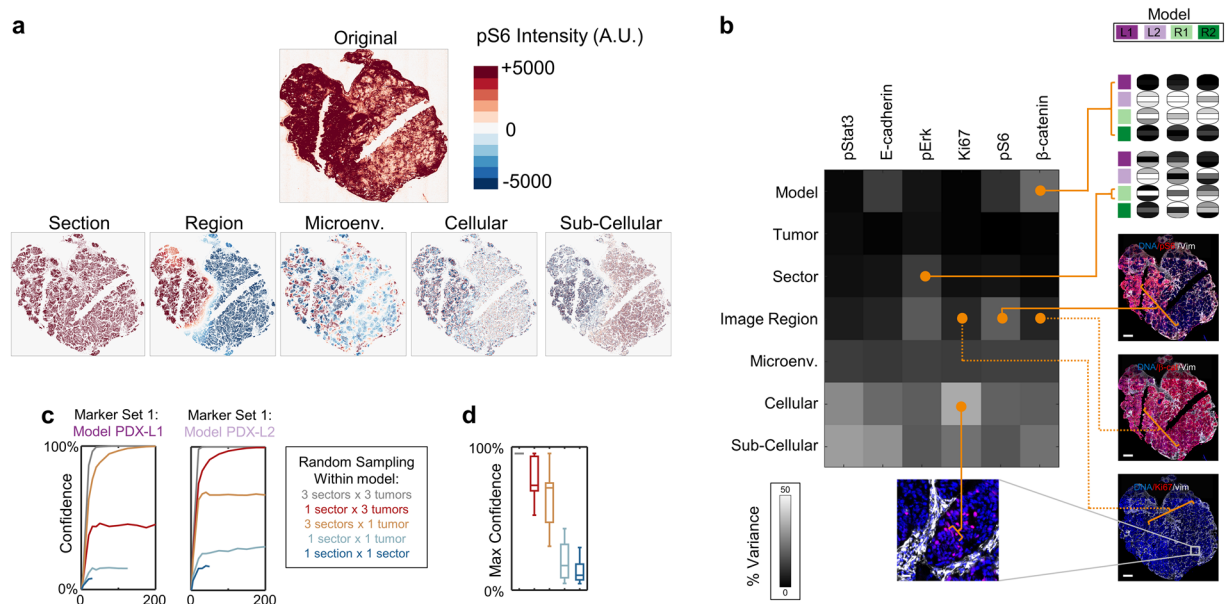 a
Original
pS6 Intensity (A.U.)
+5000
0
-5000
Section
Region
Microenv.
Cellular
Sub-Cellular
b
Model
L1 L2 R1 R2
pStat3
E-cadherin
pErk
Ki67
pS6
β-catenin
Model
Tumor
Sector
Image Region
Microenv.
Cellular
Sub-Cellular
DNA/pS6/Vim
DNA/β-cat/Vim
DNA/Ki67/vim
50
% Variance
0
c
Marker Set 1:
Model PDX-L1
Marker Set 1:
Model PDX-L2
100%
Confidence
0%
0 200
0 200
Random Sampling
Within model:
3 sectors x 3 tumors
1 sector x 3 tumors
3 sectors x 1 tumor
1 sector x 1 tumor
1 section x 1 sector
d
100%
Max Confidence
0%